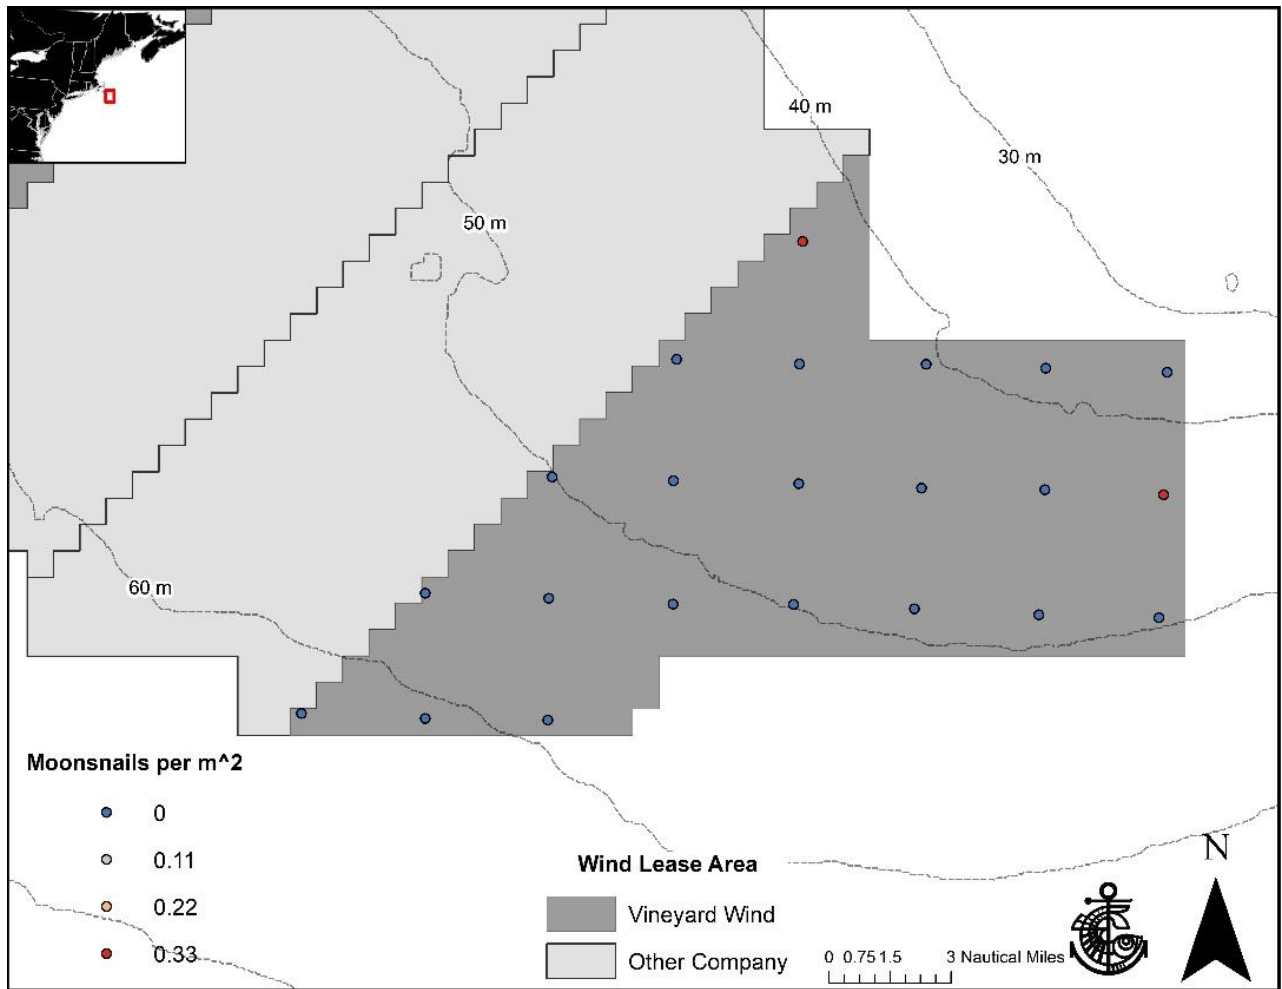 40 m
30 m
50 m
60 m
Moonsnails per m^2
0
0.11
0.22
0.33
Wind Lease Area
Vineyard Wind
Other Company
0 0.75 1.5 3 Nautical Miles
N